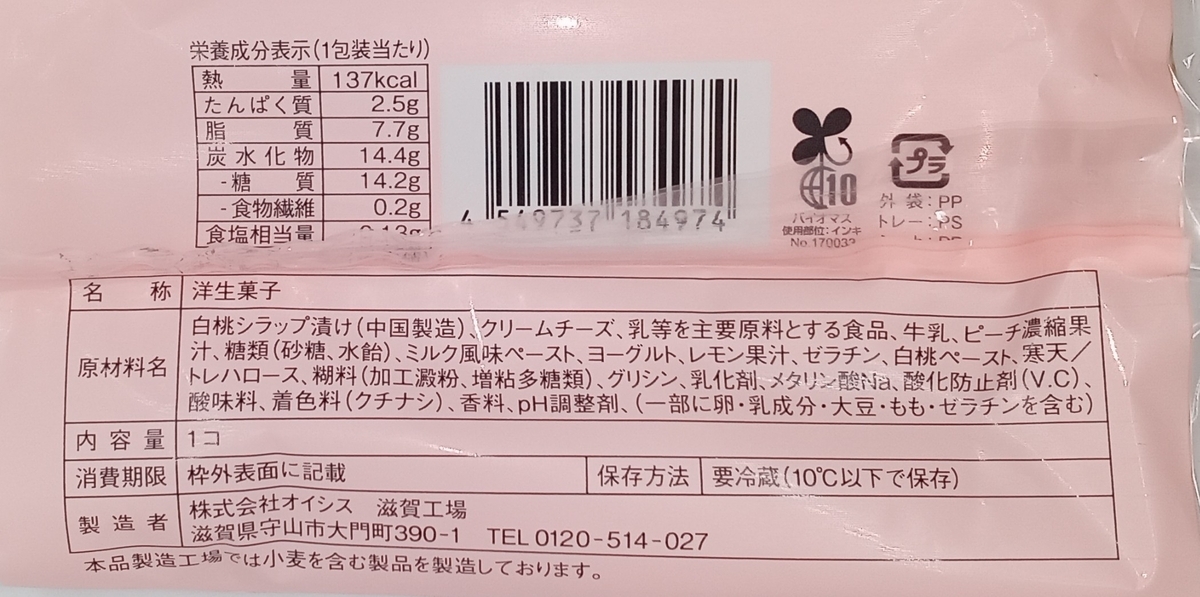 栄養成分表示(1包装当たり)
熱量 137kcal
たんぱく質 2.5g
脂質 7.7g
炭水化物 14.4g
-糖質 14.2g
-食物繊維 0.2g
食塩相当量
4 549737 184974
10
バイオマス
使用部位:インキ
No.170033
プラ
外袋:PP
トレー:PS
名称 洋生菓子
原材料名
白桃シラップ漬け(中国製造)、クリームチーズ、乳等を主要原料とする食品、牛乳、ピーチ濃縮果
汁、糖類(砂糖、水飴)、ミルク風味ペースト、ヨーグルト、レモン果汁、ゼラチン、白桃ペースト、寒天/
トレハロース、糊料(加工澱粉、増粘多糖類)、グリシン、乳化剤、メタリン酸Na、酸化防止剤(V.C)、
酸味料、着色料(クチナシ)、香料、pH調整剤、(一部に卵・乳成分・大豆・もも・ゼラチンを含む)
内容量 1コ
消費期限 枠外表面に記載 保存方法 要冷蔵(10℃以下で保存)
製造者
株式会社オイシス 滋賀工場
滋賀県守山市大門町390-1 TEL 0120-514-027
本品製造工場では小麦を含む製品を製造しております。